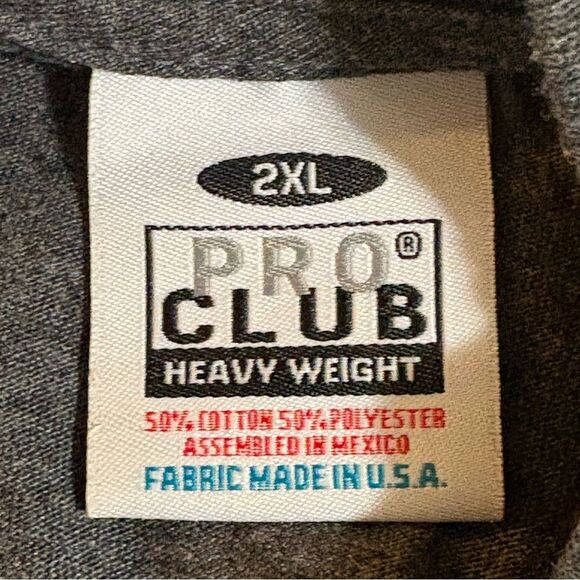 2XL
PRO®
CLUB
HEAVY WEIGHT
50% COTTON 50% POLYESTER
ASSEMBLED IN MEXICO
FABRIC MADE IN U.S.A.